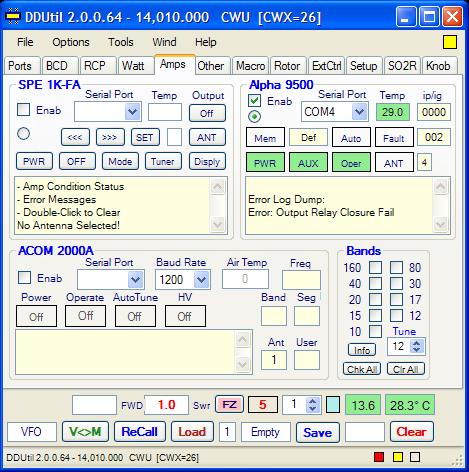 DDUtil 2.0.0.64 - 14,010.000 CWU [CWX=26]
File Options Tools Wind Help
Ports BCD RCP Watt Amps Other Macro Rotor ExtCtrl Setup SO2R Knob
SPE 1K-FA
Serial Port Temp Output
Enab Off
<<< >>> SET ANT
PWR OFF Mode Tuner Disply
- Amp Condition Status
- Error Messages
- Double-Click to Clear
No Antenna Selected!
Alpha 9500
Serial Port Temp ip/ig
Enab COM4 29.0 0000
Mem Def Auto Fault 002
PWR AUX Oper ANT 4
Error Log Dump:
Error: Output Relay Closure Fail
ACOM 2000A
Serial Port Baud Rate Air Temp Freq
Enab 1200 0
Power Operate AutoTune HV Band Seg
Off Off Off Off
Ant User
1
Bands
160 80
40 30
20 17
15 12
10 Tune
Info 12
Chk All Clr All
FWD 1.0 Swr FZ 5 1 13.6 28.3° C
VFO V<>M ReCall Load 1 Empty Save Clear
DDUtil 2.0.0.64 - 14,010.000 CWU [CWX=26]